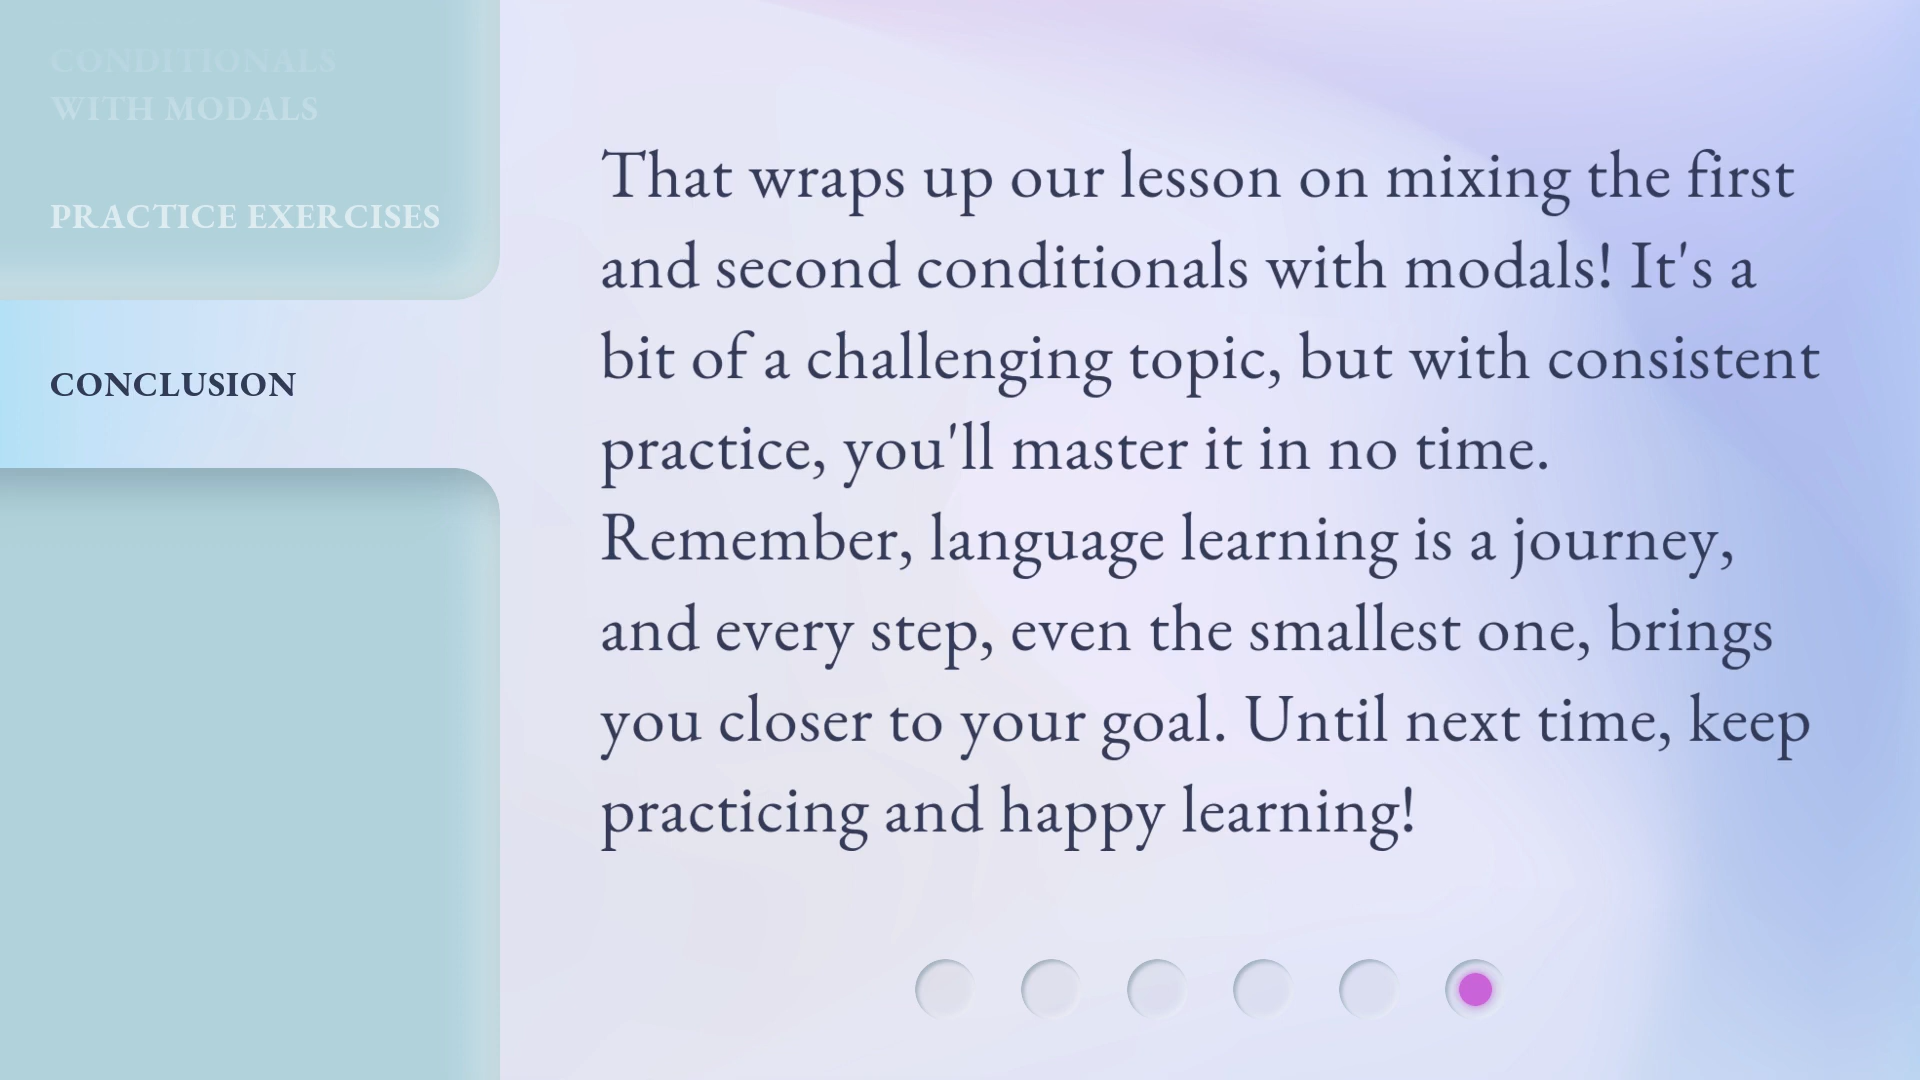 CONDITIONALS
WITH MODALS
PRACTICE EXERCISES
CONCLUSION
That wraps up our lesson on mixing the first
and second conditionals with modals! It's a
bit of a challenging topic, but with consistent
practice, you'll master it in no time.
Remember, language learning is a journey,
and every step, even the smallest one, brings
you closer to your goal. Until next time, keep
practicing and happy learning!